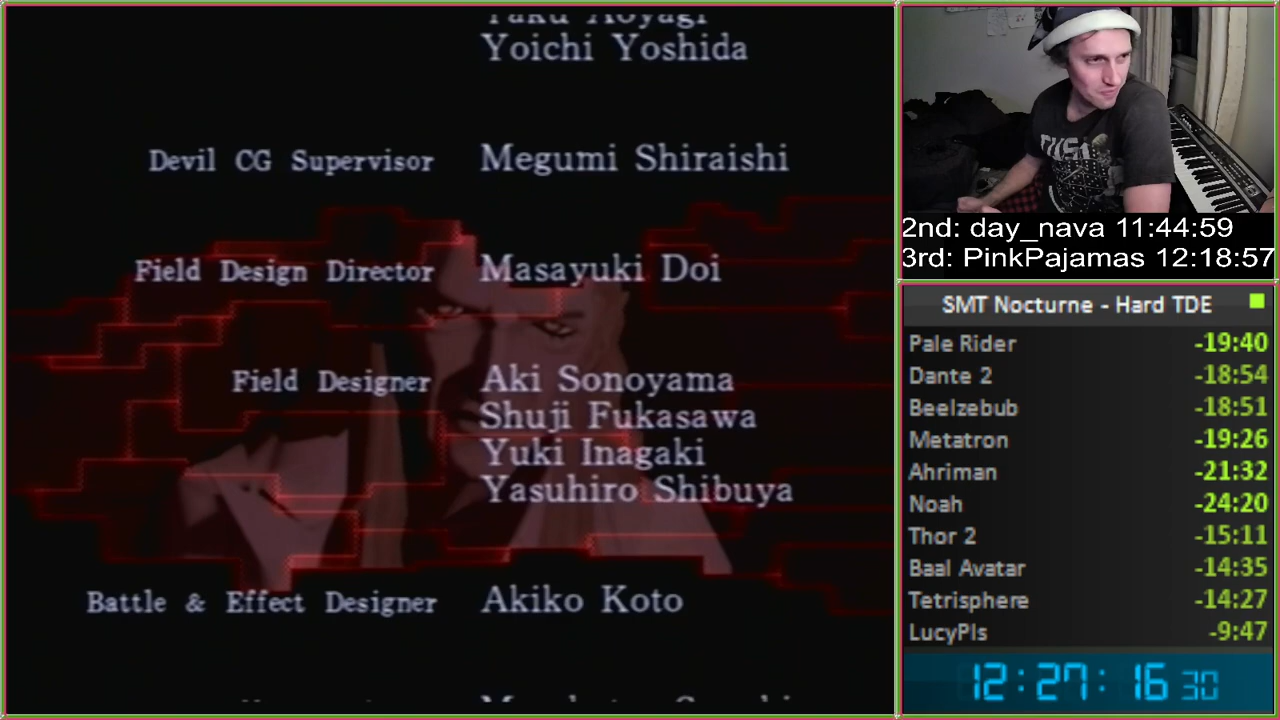 Taku Aoyagi
Yoichi Yoshida
Devil CG Supervisor Megumi Shiraishi
Field Design Director Masayuki Doi
Field Designer Aki Sonoyama
Shuji Fukasawa
Yuki Inagaki
Yasuhiro Shibuya
Battle & Effect Designer Akiko Koto
2nd: day_nava 11:44:59
3rd: PinkPajamas 12:18:57
SMT Nocturne - Hard TDE
Pale Rider -19:40
Dante 2 -18:54
Beelzebub -18:51
Metatron -19:26
Ahriman -21:32
Noah -24:20
Thor 2 -15:11
Baal Avatar -14:35
Tetrisphere -14:27
LucyPls -9:47
12:27:16 30